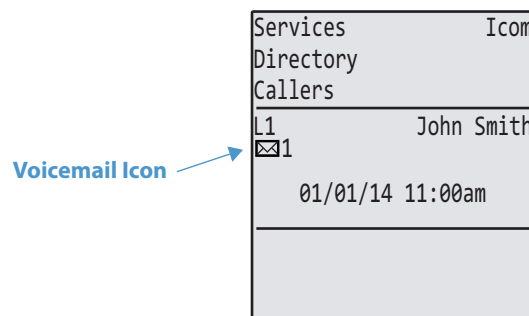 Services Icom
Directory
Callers
L1 John Smith
1
Voicemail Icon
01/01/14 11:00am